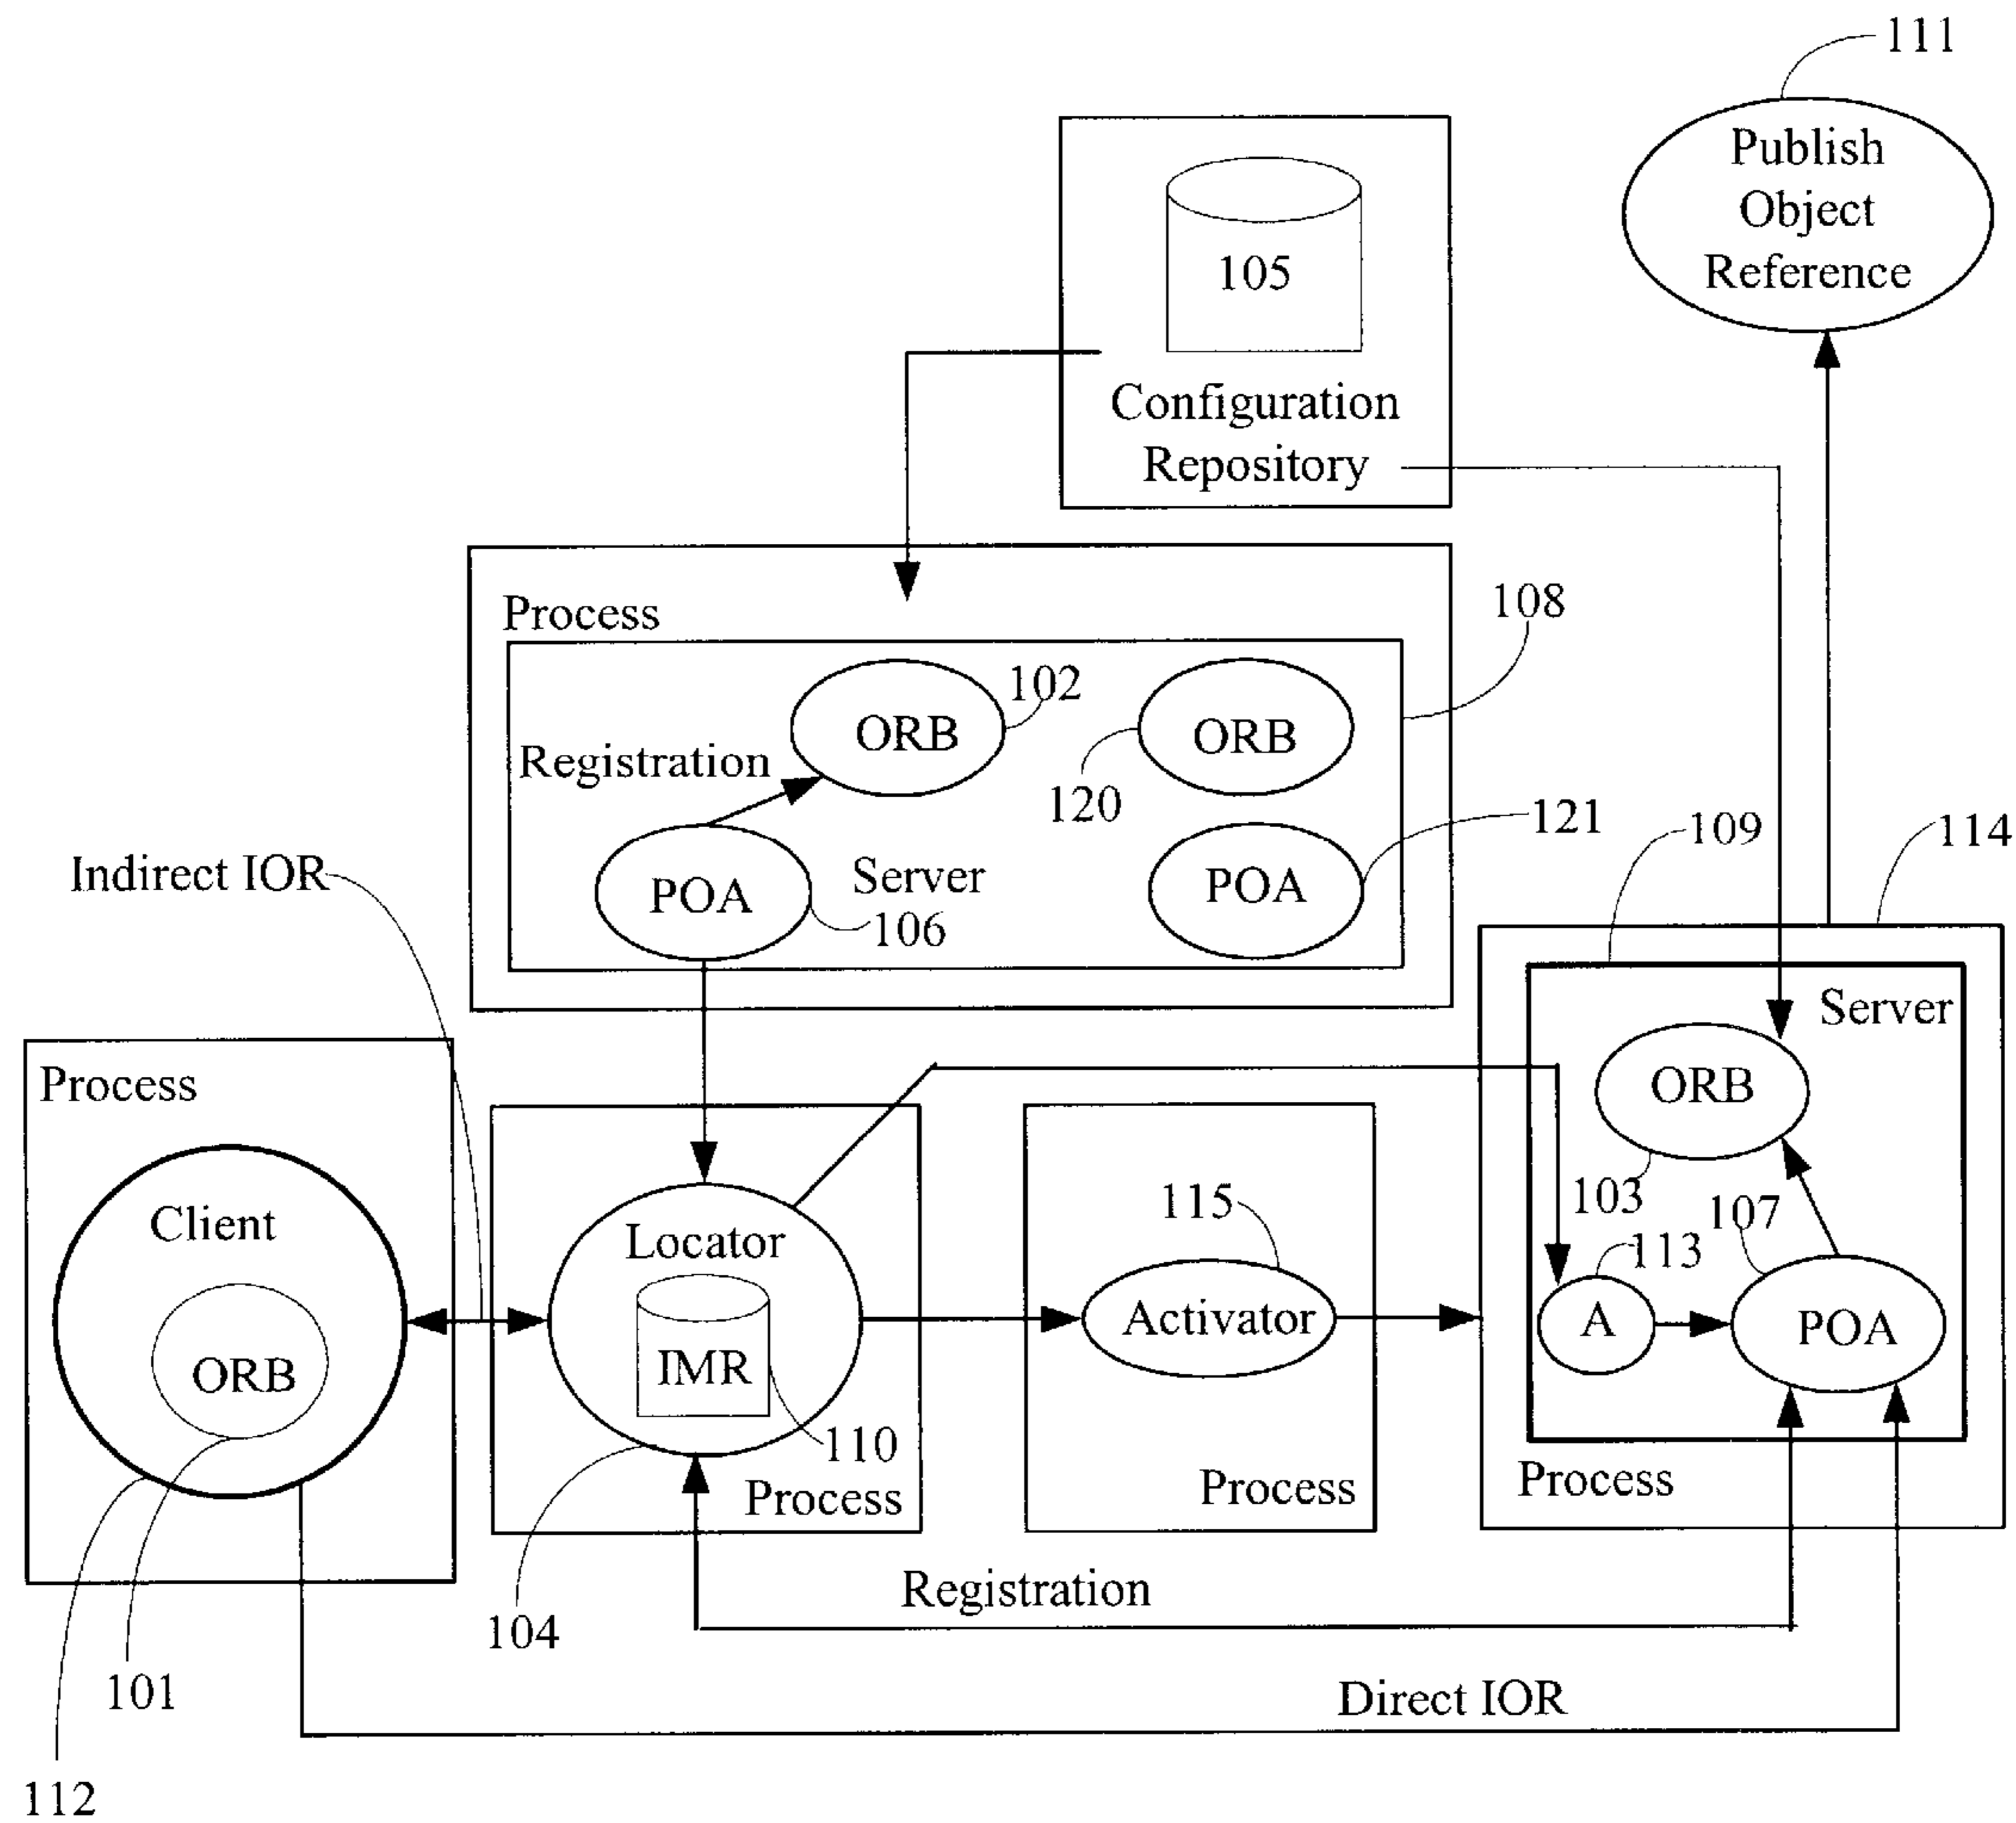 111
Publish
Object
Reference
105
Configuration
Repository
Process
108
ORB
102
ORB
Registration
120
121
109
114
Indirect IOR
POA
Server
106
POA
Server
Process
ORB
Client
ORB
Locator
IMR
110
Process
104
115
Activator
Process
103
107
113
A
POA
Process
Registration
101
Direct IOR
112